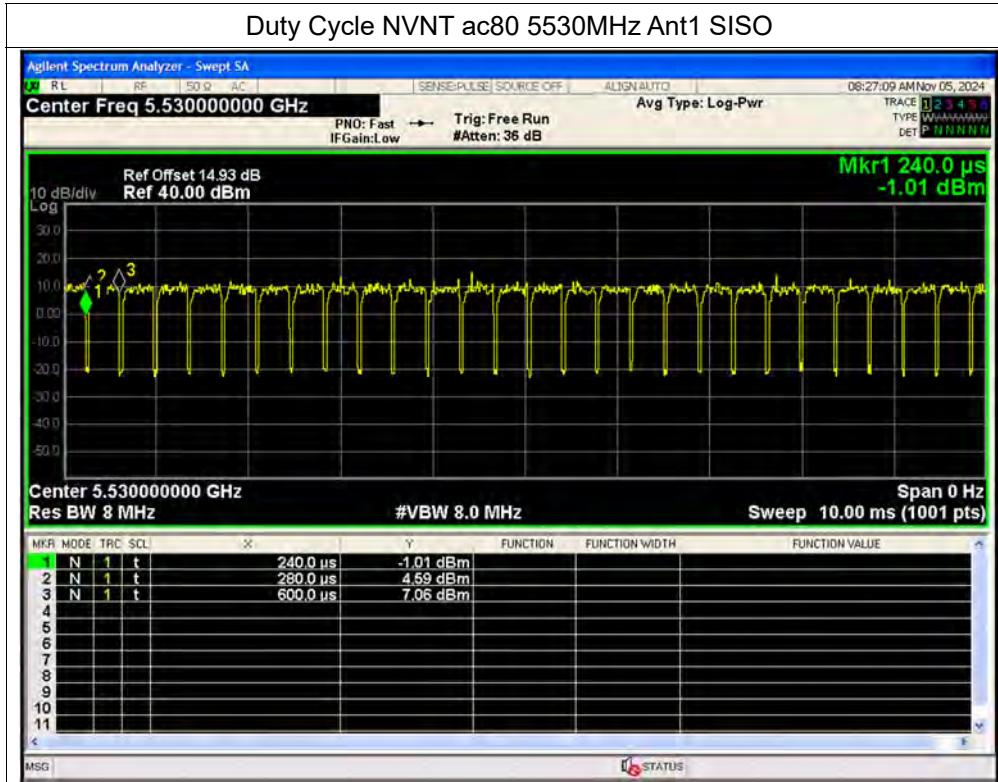 Duty Cycle NVNT ac80 5530MHz Ant1 SISO
Agilent Spectrum Analyzer - Swept SA
RL RF 50 Ω AC SENSE:PULSE SOURCE OFF ALIGN AUTO 08:27:09 AM Nov 05, 2024
Center Freq 5.530000000 GHz Avg Type: Log-Pwr TRACE 1 2 3 4 5 6
PNO: Fast Trig: Free Run TYPE W
IFGain:Low #Atten: 36 dB DET P N N N N N
Mkr1 240.0 µs
Ref Offset 14.93 dB
10 dB/div Ref 40.00 dBm -1.01 dBm
Log
30.0
20.0
2 3
10.0 1
0.00
-10.0
-20.0
-30.0
-40.0
-50.0
Center 5.530000000 GHz Span 0 Hz
Res BW 8 MHz #VBW 8.0 MHz Sweep 10.00 ms (1001 pts)
MKR MODE TRC SCL X Y FUNCTION FUNCTION WIDTH FUNCTION VALUE
1 N 1 t 240.0 µs -1.01 dBm
2 N 1 t 280.0 µs 4.59 dBm
3 N 1 t 600.0 µs 7.06 dBm
4
5
6
7
8
9
10
11
MSG STATUS